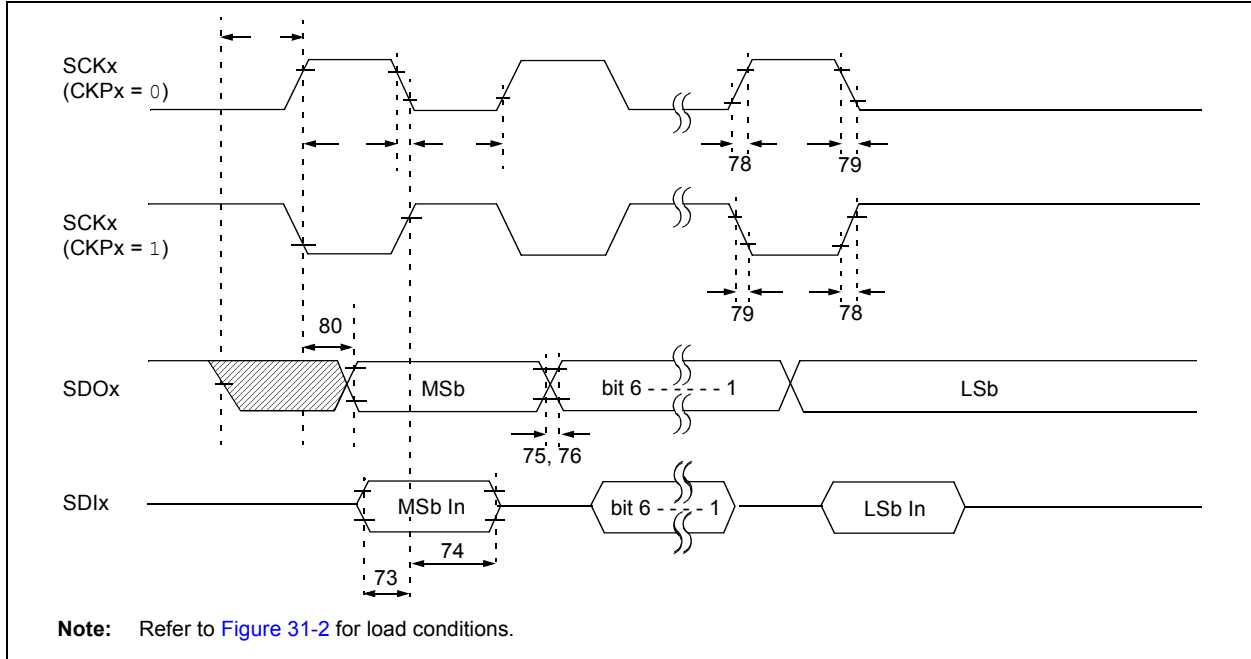 SCKx
(CKPx = 0)
78
79
SCKx
(CKPx = 1)
79
78
80
SDOx
MSb
bit 6 - - - - - - 1
LSb
75, 76
SDIx
MSb In
bit 6 - - - - 1
LSb In
74
73
Note: Refer to Figure 31-2 for load conditions.